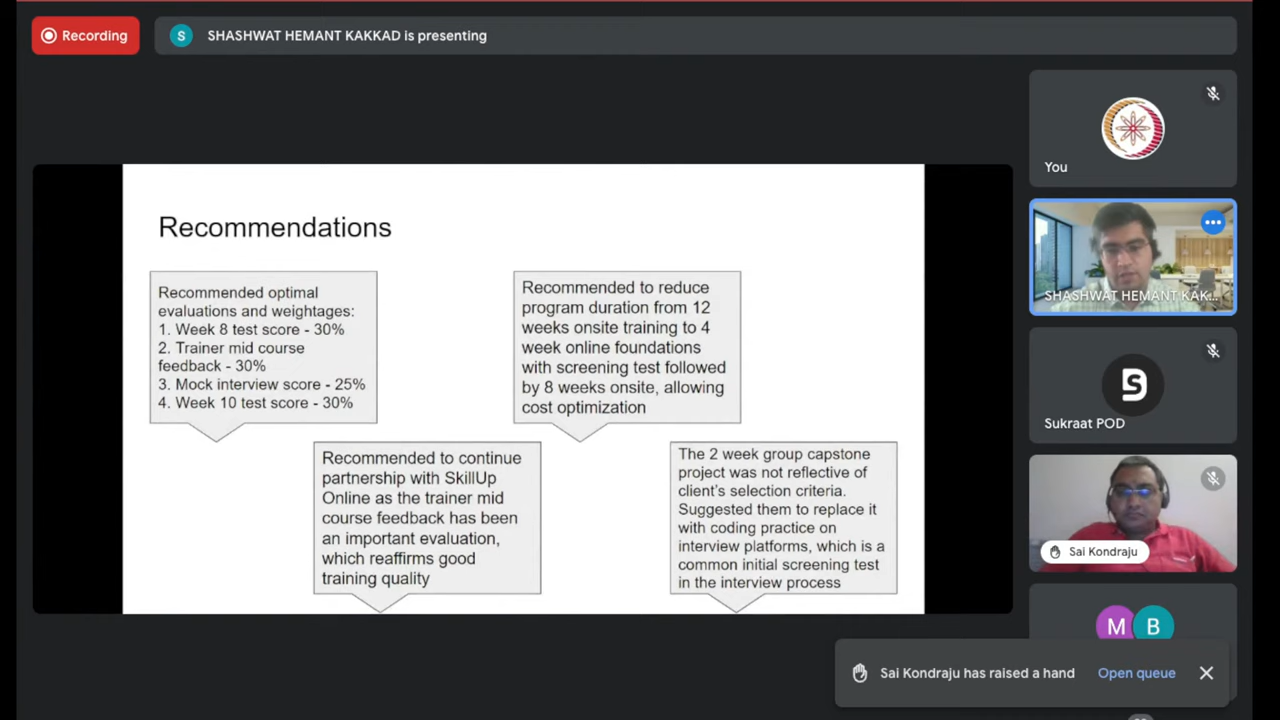 Recording
S
SHASHWAT HEMANT KAKKAD is presenting
You
Recommendations
Recommended optimal
evaluations and weightages:
1. Week 8 test score - 30%
2. Trainer mid course
feedback - 30%
3. Mock interview score - 25%
4. Week 10 test score - 30%
Recommended to reduce
program duration from 12
weeks onsite training to 4
week online foundations
with screening test followed
by 8 weeks onsite, allowing
cost optimization
Recommended to continue
partnership with SkillUp
Online as the trainer mid
course feedback has been
an important evaluation,
which reaffirms good
training quality
The 2 week group capstone
project was not reflective of
client's selection criteria.
Suggested them to replace it
with coding practice on
interview platforms, which is a
common initial screening test
in the interview process
SHASHWAT HEMANT KAK...
S
Sukraat POD
Sai Kondraju
M B
Sai Kondraju has raised a hand
Open queue